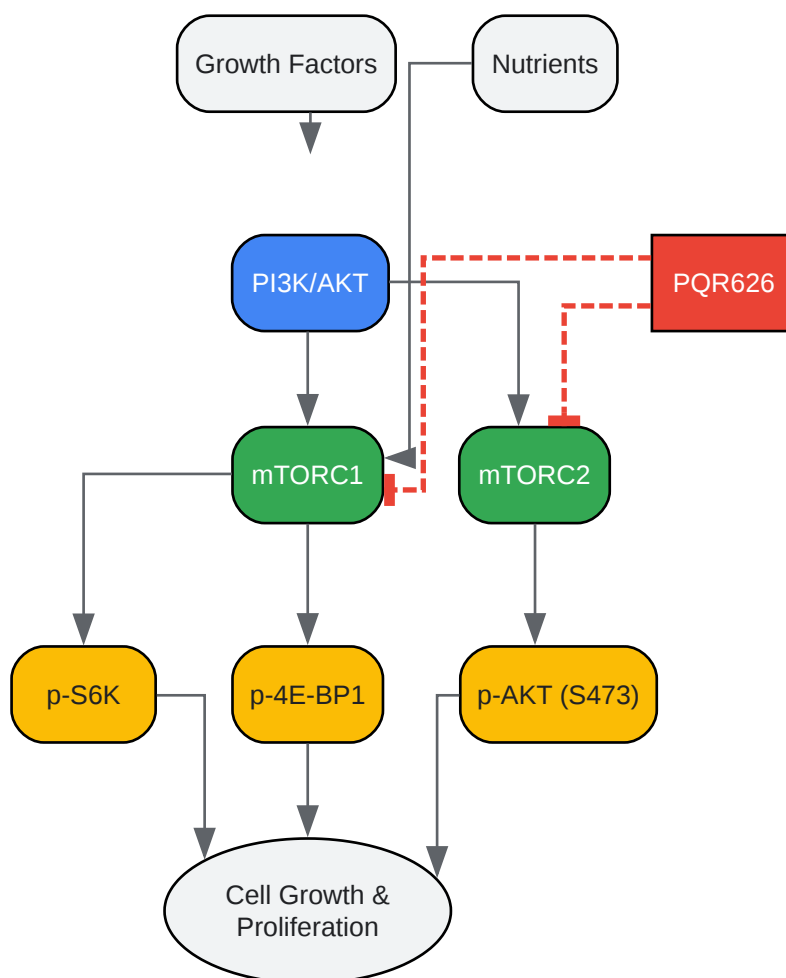 Growth Factors
Nutrients
PI3K/AKT
PQR626
mTORC1
mTORC2
p-S6K
p-4E-BP1
p-AKT (S473)
Cell Growth &
Proliferation